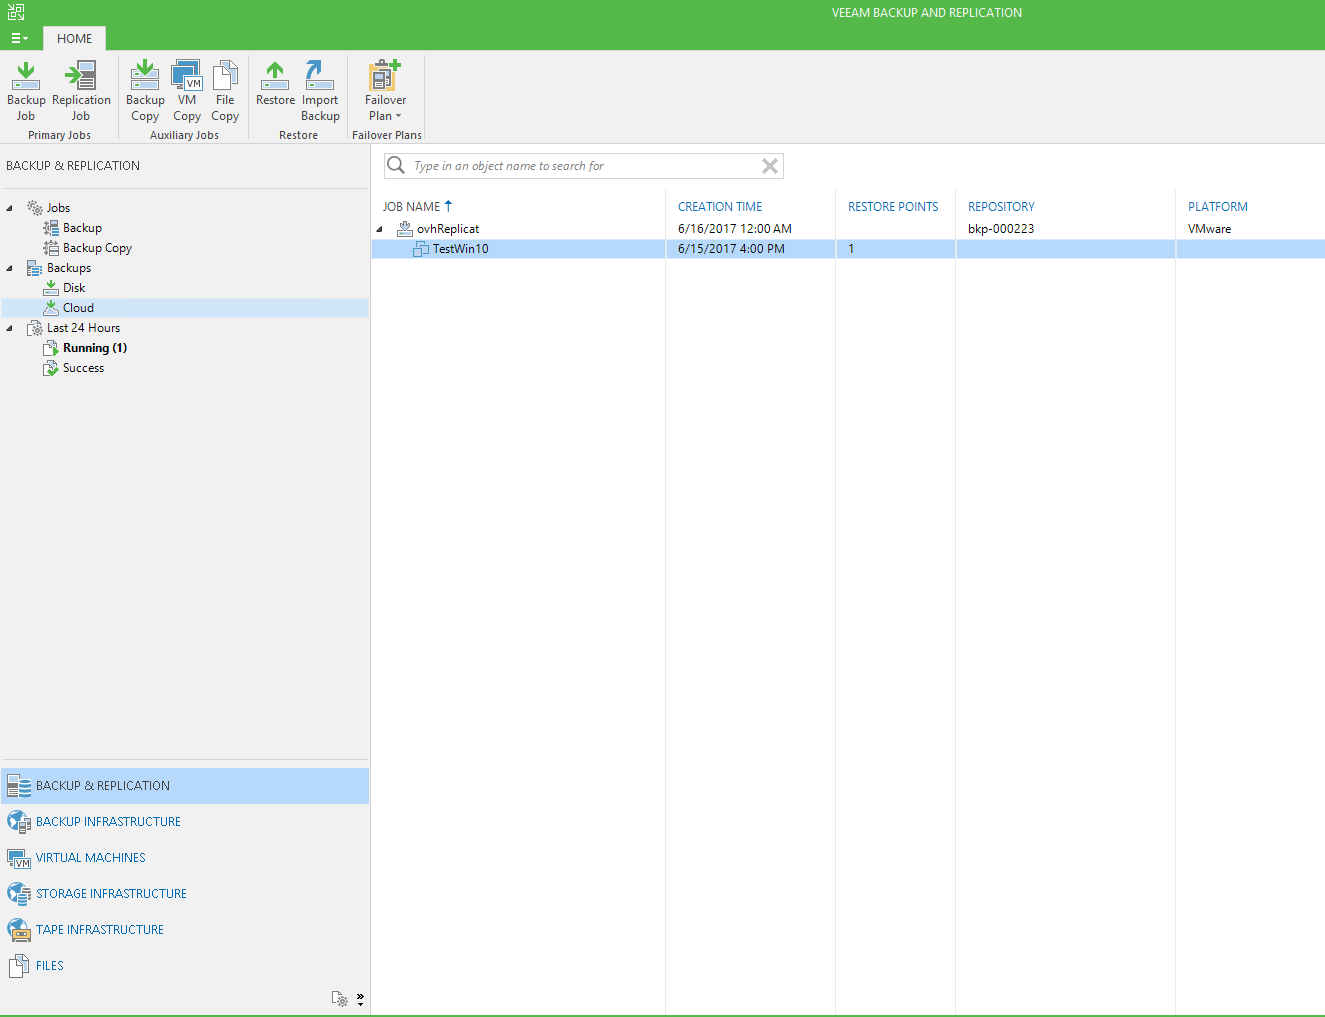 VEEAM BACKUP AND REPLICATION
HOME
Backup Job
Replication Job
Primary Jobs
Backup Copy
VM
VM Copy
File Copy
Auxiliary Jobs
Restore
Import Backup
Restore
Failover Plan
Failover Plans
BACKUP & REPLICATION
Jobs
Backup
Backup Copy
Backups
Disk
Cloud
Last 24 Hours
Running (1)
Success
Type in an object name to search for
JOB NAME CREATION TIME RESTORE POINTS REPOSITORY PLATFORM
ovhReplicat 6/16/2017 12:00 AM bkp-000223 VMware
TestWin10 6/15/2017 4:00 PM 1
BACKUP & REPLICATION
BACKUP INFRASTRUCTURE
VM
VIRTUAL MACHINES
STORAGE INFRASTRUCTURE
TAPE INFRASTRUCTURE
FILES